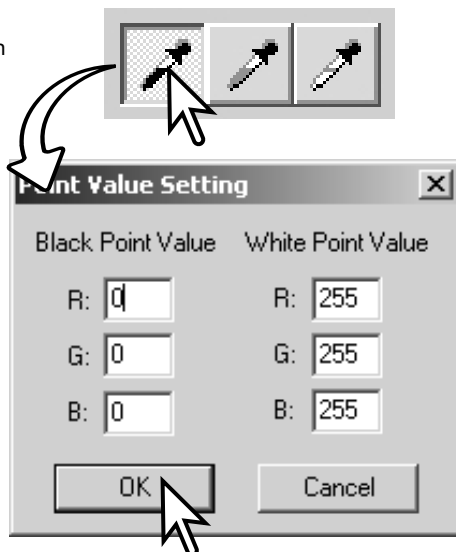 n
Point Value Setting
Black Point Value White Point Value
R: 0 R: 255
G: 0 G: 255
B: 0 B: 255
OK Cancel